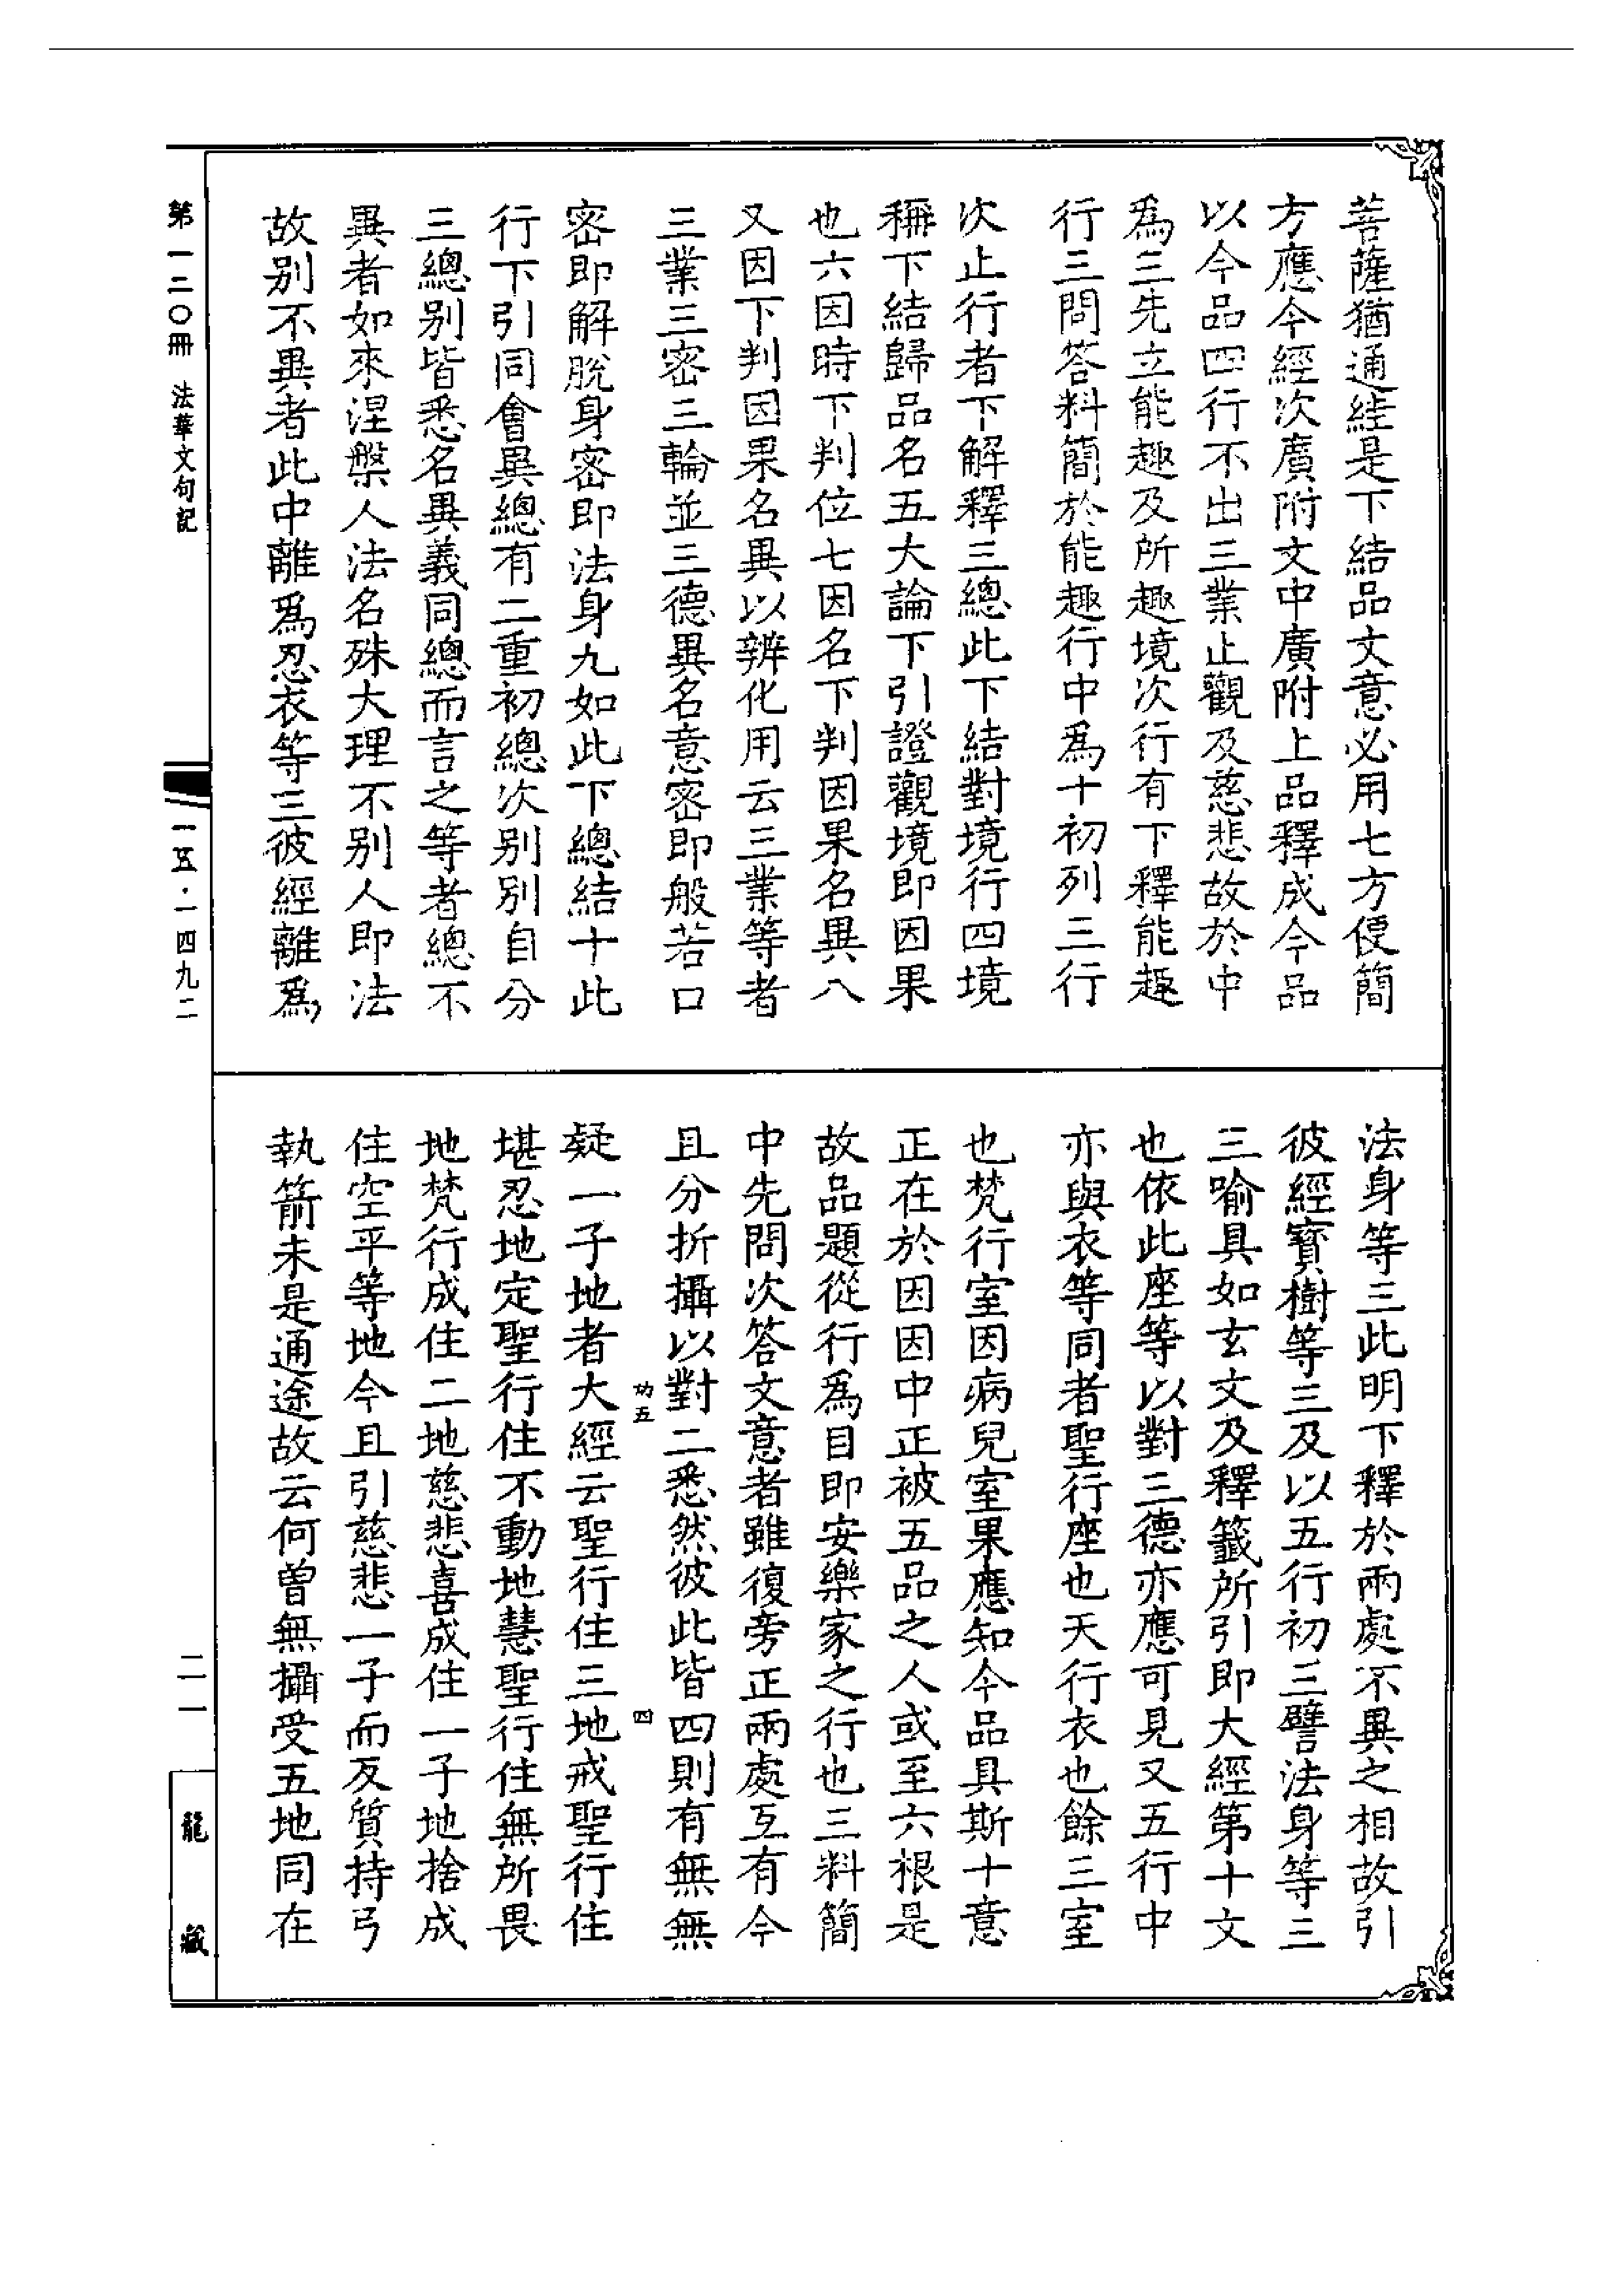 菩薩猶通絓是下結品文意必用七方便簡
方應今經次廣附文中廣附上品釋成今品
以今品四行不出三業止觀及慈悲故於中
爲三先立能趣及所趣境次行有下釋能趣
行三問答料簡於能趣行中爲十初列三行
次止行者下解釋三總此下結對境行四境
稱下結歸品名五大論下引證觀境即因果
也六因時下判位七因名下判因果名異八
又因下判因果名異以辨化用云三業等者
三業三密三輪並三德異名意密即般若口
密即解脫身密即法身九如此下總結十此
行下引同會異總有二重初總次別別自分
三總別皆悉名異義同總而言之等者總不
異者如來涅槃人法名殊大理不別人即法
故別不異者此中離爲忍衣等三彼經離爲
法身等三此明下釋於兩處不異之相故引
彼經寶樹等三及以五行初三譬法身等三
三喻具如玄文及釋籤所引即大經第十文
也依此座等以對三德亦應可見又五行中
亦與衣等同者聖行座也天行衣也餘三室
也梵行室因病兒室果應知今品具斯十意
正在於因因中正被五品之人或至六根是
故品題從行爲目即安樂家之行也三料簡
中先問次答文意者雖復旁正兩處互有今
且分折攝以對二悉然彼此皆四則有無無
疑一子地者大經云聖行住三地戒聖行住
堪忍地定聖行住不動地慧聖行住無所畏
地梵行成住二地慈悲喜成住一子地捨成
住空平等地今且引慈悲一子而反質持弓
執箭未是通途故云何曾無攝受五地同在
功五
四
第一二〇冊 法華文句記
一五·一四九二
二一
龍藏